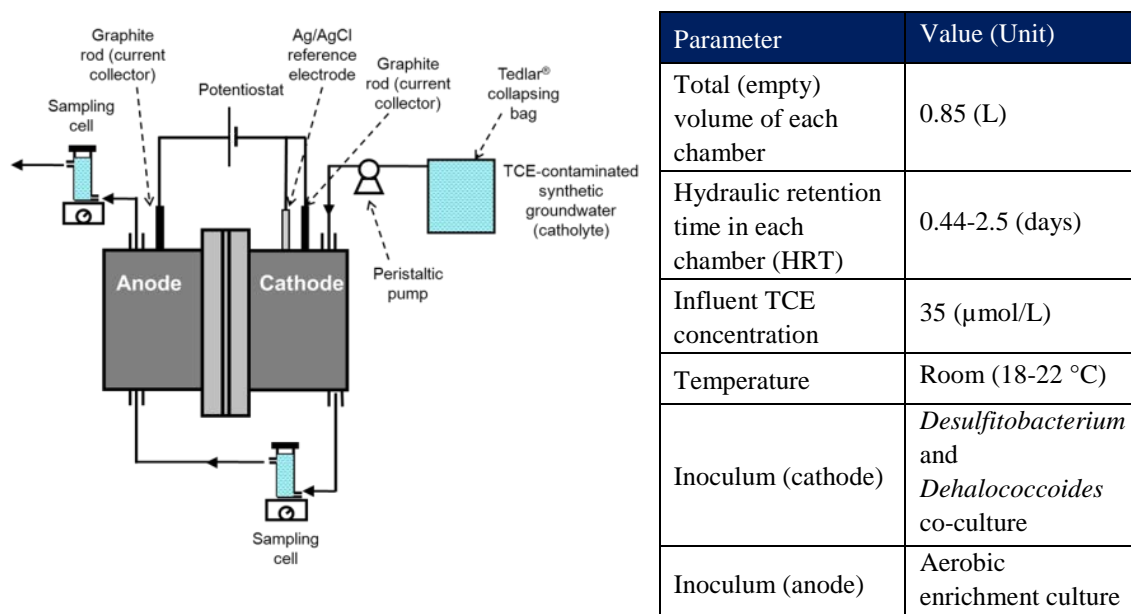 Graphite
rod (current
collector)
Ag/AgCl
reference
electrode
Graphite
rod (current
collector)
Tedlar®
collapsing
bag
Potentiostat
Sampling
cell
TCE-contaminated
synthetic
groundwater
(catholyte)
Peristaltic
pump
Anode
Cathode
Sampling
cell
Parameter Value (Unit)
Total (empty)
volume of each
chamber
0.85 (L)
Hydraulic retention
time in each
chamber (HRT)
0.44-2.5 (days)
Influent TCE
concentration
35 (µmol/L)
Temperature Room (18-22 °C)
Inoculum (cathode)
Desulfitobacterium
and
Dehalococcoides
co-culture
Inoculum (anode)
Aerobic
enrichment culture